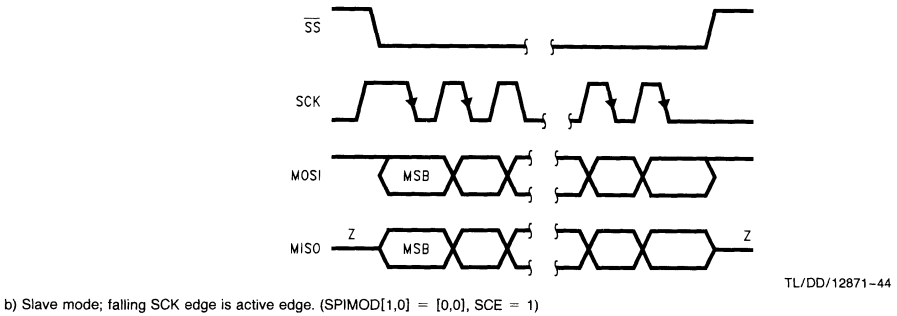 SS
SCK
MOSI MSB
Z MISO MSB Z
TL/DD/12871-44
b) Slave mode; falling SCK edge is active edge. (SPIMOD[1,0] = [0,0], SCE = 1)